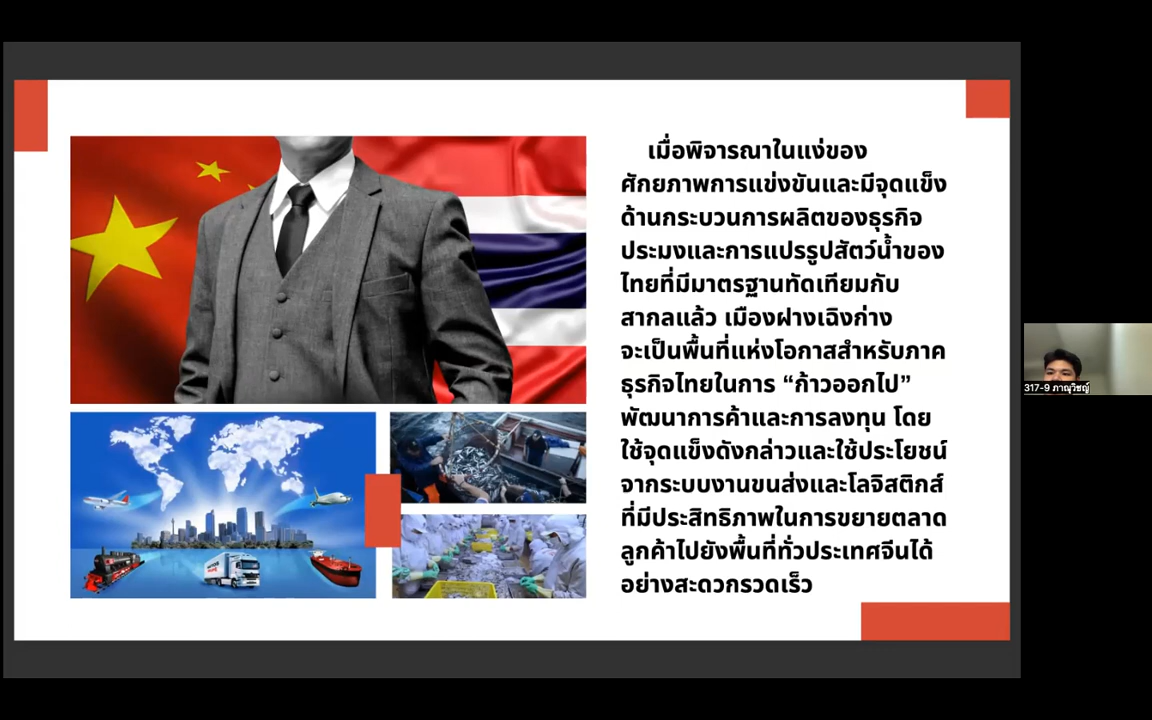 เมื่อพิจารณาในแง่ของ
ศักยภาพการแข่งขันและมีจุดแข็ง
ด้านกระบวนการผลิตของธุรกิจ
ประมงและการแปรรูปสัตว์น้ำของ
ไทยที่มีมาตรฐานทัดเทียมกับ
สากลแล้ว เมืองฝางเฉิงก่าง
จะเป็นพื้นที่แห่งโอกาสสำหรับภาค
ธุรกิจไทยในการ “ก้าวออกไป”
พัฒนาการค้าและการลงทุน โดย
ใช้จุดแข็งดังกล่าวและใช้ประโยชน์
จากระบบงานขนส่งและโลจิสติกส์
ที่มีประสิทธิภาพในการขยายตลาด
ลูกค้าไปยังพื้นที่ทั่วประเทศจีนได้
อย่างสะดวกรวดเร็ว
317-9 ภาณุวิชญ์